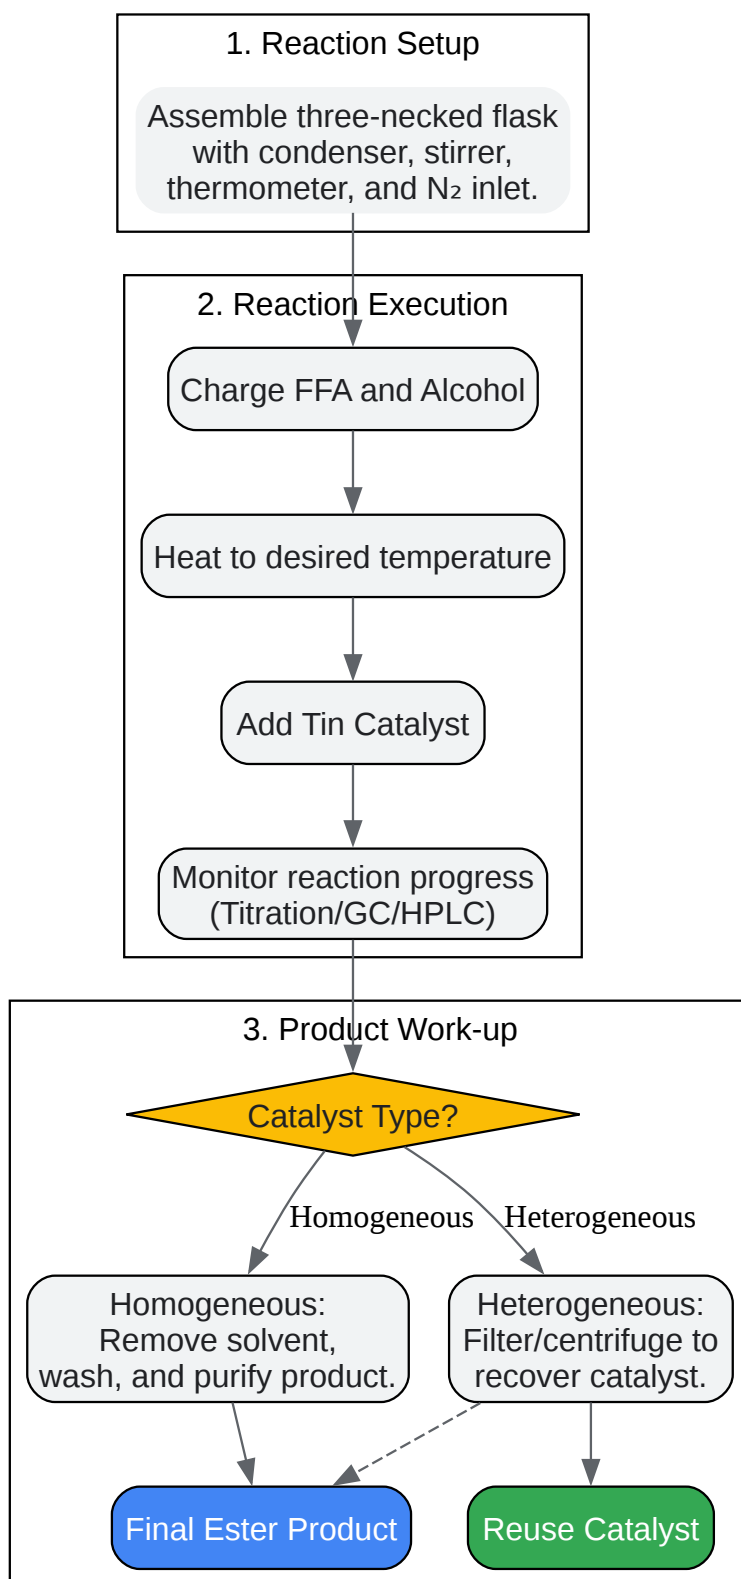 1. Reaction Setup
Assemble three-necked flask
with condenser, stirrer,
thermometer, and N₂ inlet.
2. Reaction Execution
Charge FFA and Alcohol
Heat to desired temperature
Add Tin Catalyst
Monitor reaction progress
(Titration/GC/HPLC)
3. Product Work-up
Catalyst Type?
Homogeneous
Heterogeneous
Homogeneous:
Remove solvent,
wash, and purify product.
Heterogeneous:
Filter/centrifuge to
recover catalyst.
Final Ester Product
Reuse Catalyst